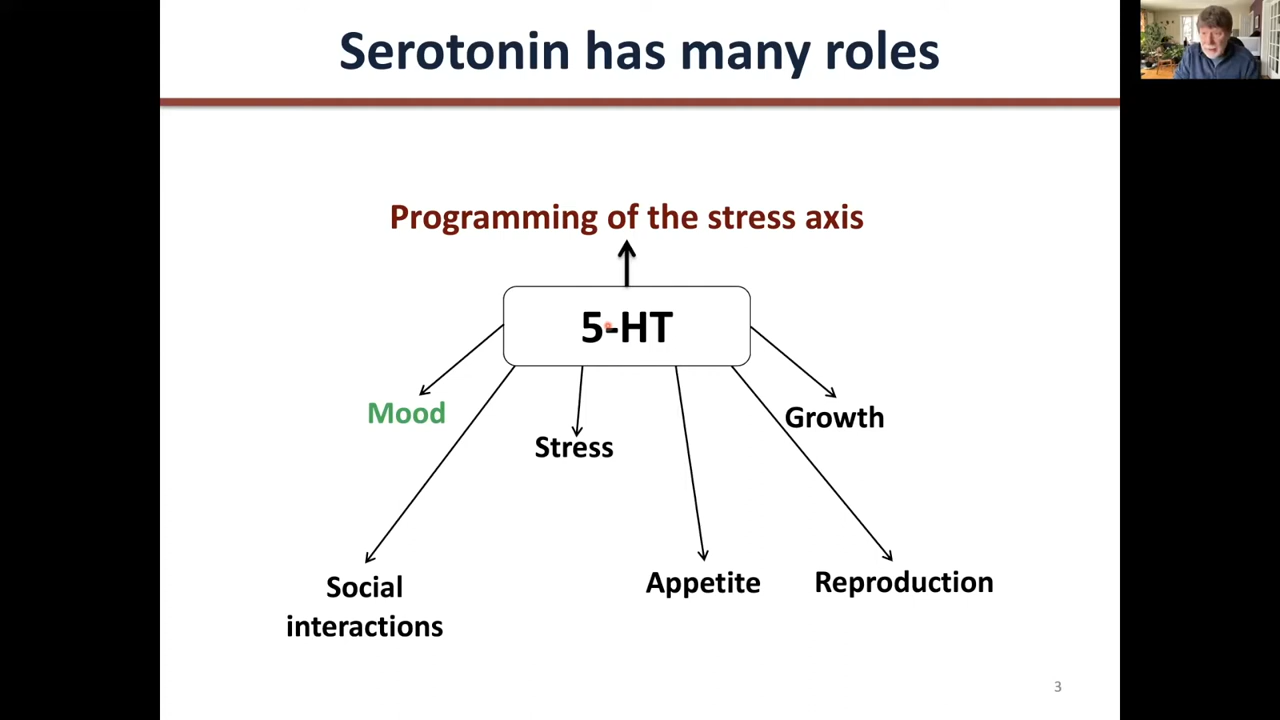 Serotonin has many roles
Programming of the stress axis
5-HT
Mood
Growth
Stress
Social
interactions
Appetite
Reproduction
3